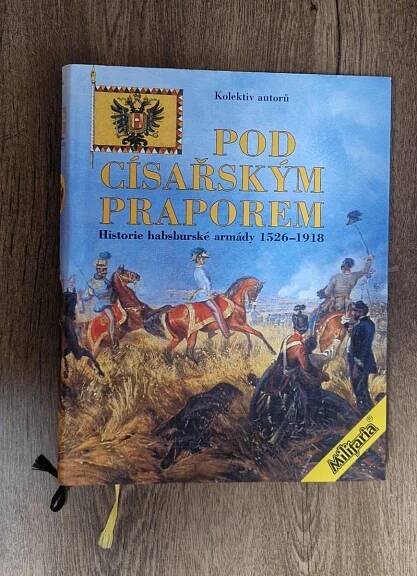 Kolektiv autorů
POD
CÍSAŘSKÝM
PRAPOREM
Historie habsburské armády 1526–1918
Militaria®